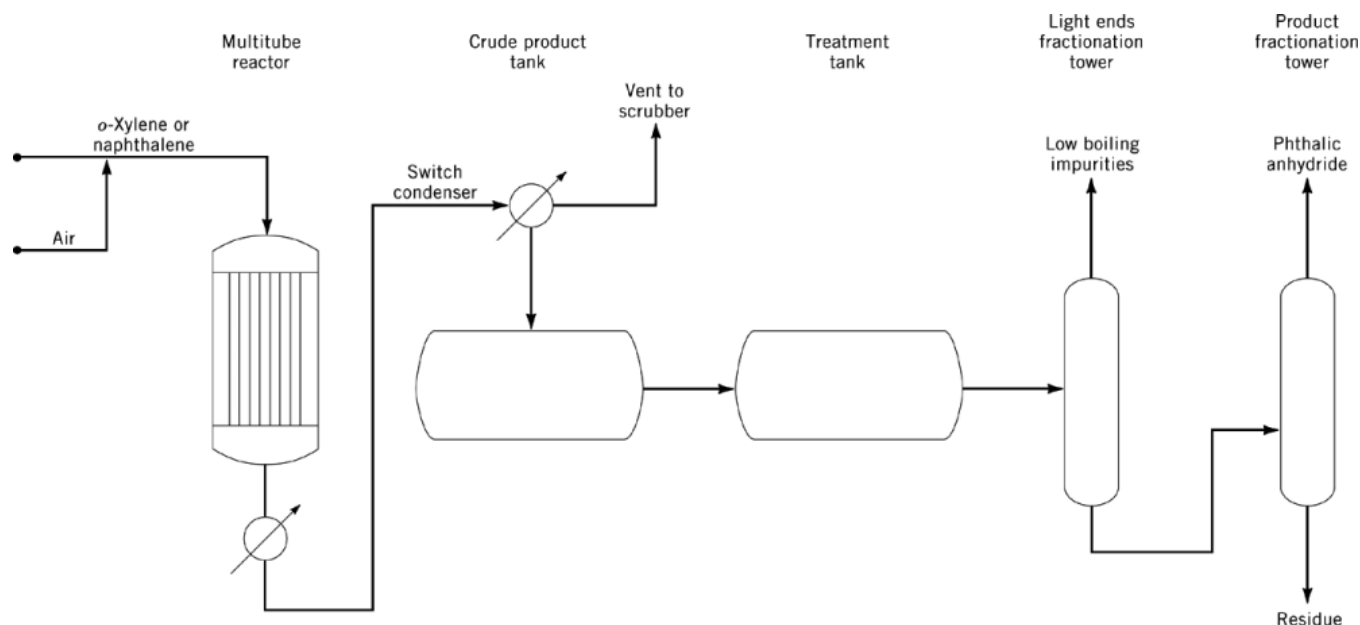 Multitube
reactor
Crude product
tank
Treatment
tank
Light ends
fractionation
tower
Product
fractionation
tower
o-Xylene or
naphthalene
Air
Switch
condenser
Vent to
scrubber
Low boiling
impurities
Phthalic
anhydride
Residue